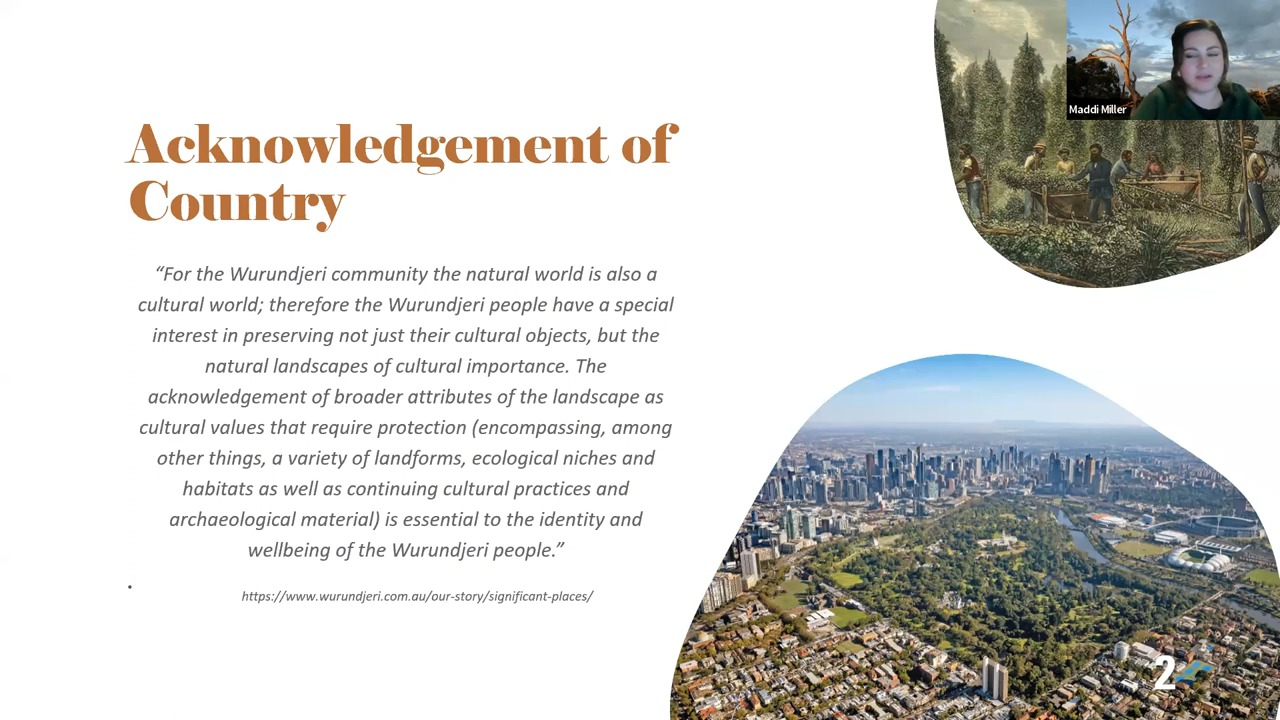 Acknowledgement of
Country
“For the Wurundjeri community the natural world is also a
cultural world; therefore the Wurundjeri people have a special
interest in preserving not just their cultural objects, but the
natural landscapes of cultural importance. The
acknowledgement of broader attributes of the landscape as
cultural values that require protection (encompassing, among
other things, a variety of landforms, ecological niches and
habitats as well as continuing cultural practices and
archaeological material) is essential to the identity and
wellbeing of the Wurundjeri people.”
https://www.wurundjeri.com.au/our-story/significant-places/
Maddi Miller
2